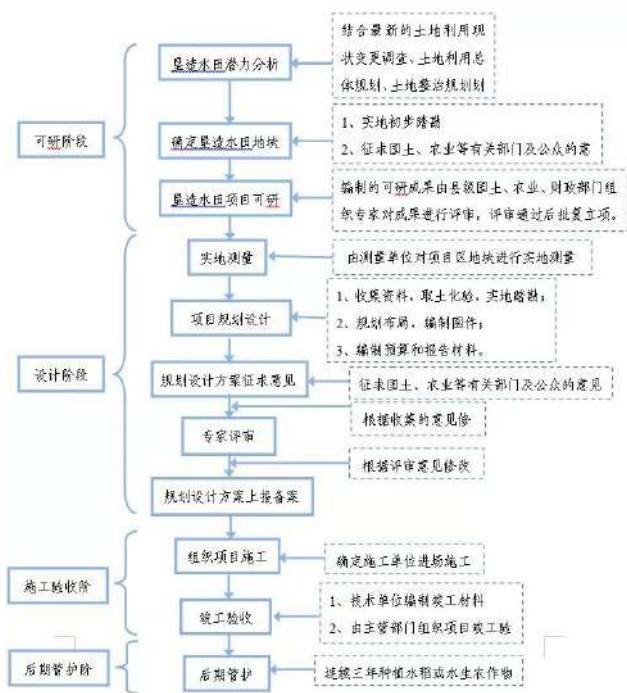 结合最新的土地利用现
状变更调查、土地利用总
体规划、土地整治规划划
垦造水田潜力分析
可研阶段
确定垦造水田地块
1、实地初步踏勘
2、征求国土、农业等有关部门及公众的意
垦造水田项目可研
编制的可研成果由县级国土、农业、财政部门组
织专家对成果进行评审，评审通过后批复立项。
实地测量
由测量单位对项目区地块进行实地测量
项目规划设计
1、收集资料，取土化验，实地踏勘；
2、规划布局，编制图件；
3、编制预算和报告材料。
设计阶段
规划设计方案征求意见
征求国土、农业等有关部门及公众的意见
根据收集的意见修
专家评审
根据评审意见修改
规划设计方案上报备案
组织项目施工
确定施工单位进场施工
施工验收阶
竣工验收
1、技术单位编制竣工材料
2、由主管部门组织项目竣工验
后期管护阶
后期管护
连续三年种植水稻或水生农作物